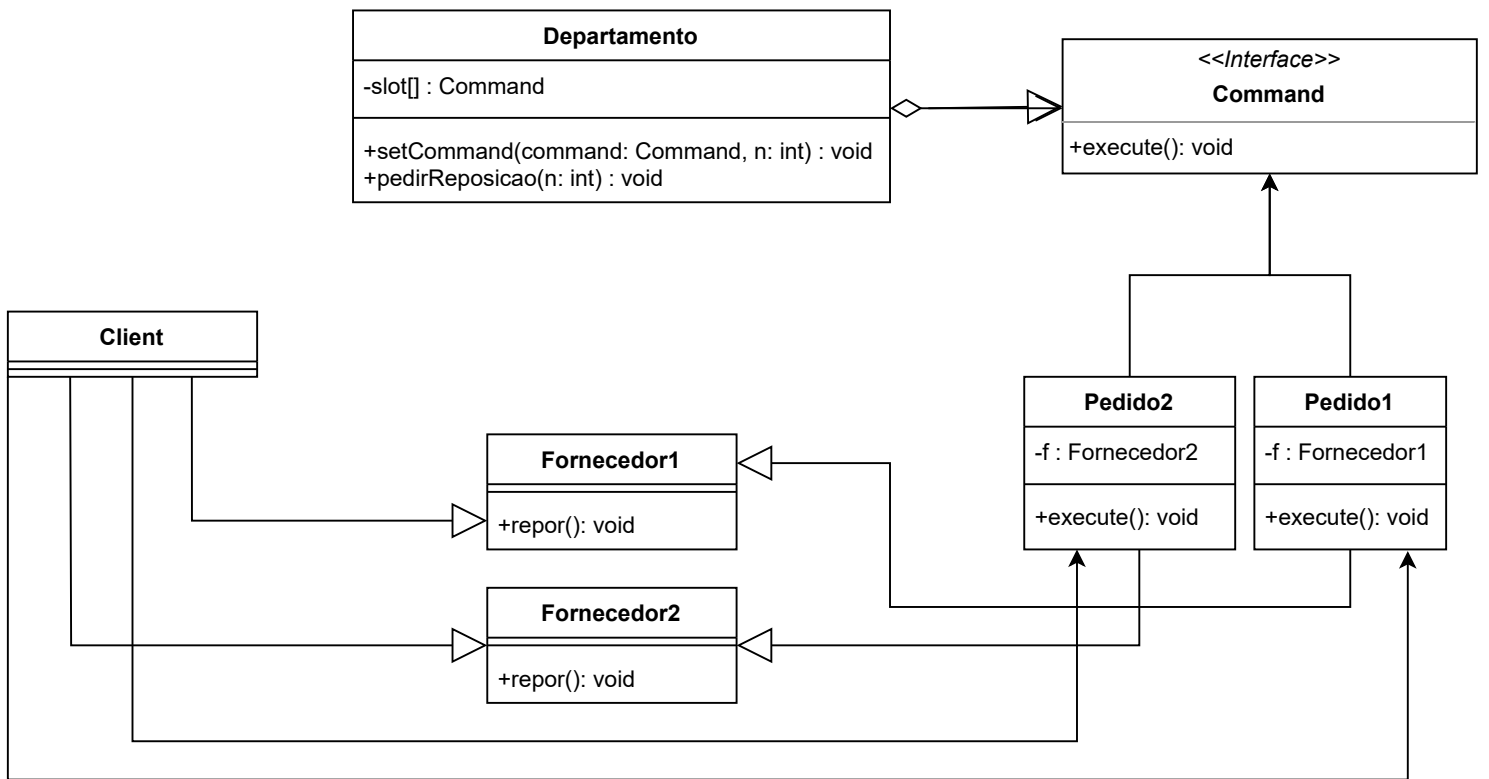 Departamento
-slot[] : Command
+setCommand(command: Command, n: int) : void
+pedirReposicao(n: int) : void
<<Interface>>
Command
+execute(): void
Client
Fornecedor1
+repor(): void
Fornecedor2
+repor(): void
Pedido2
-f : Fornecedor2
+execute(): void
Pedido1
-f : Fornecedor1
+execute(): void